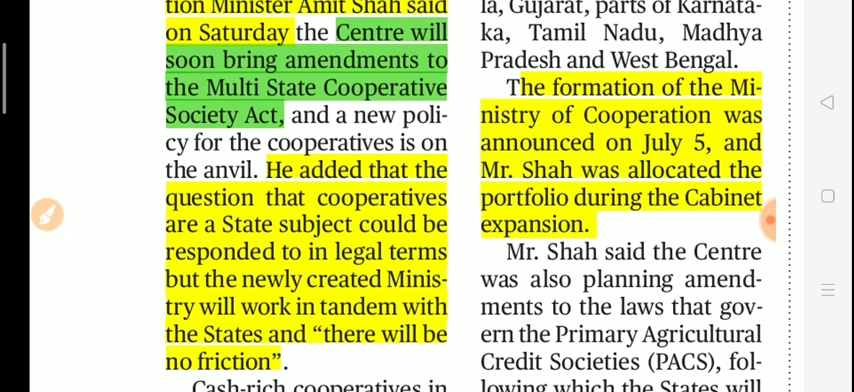 tion Minister Amit Shah said
on Saturday the Centre will
soon bring amendments to
the Multi State Cooperative
Society Act, and a new poli-
cy for the cooperatives is on
the anvil. He added that the
question that cooperatives
are a State subject could be
responded to in legal terms
but the newly created Minis-
try will work in tandem with
the States and “there will be
no friction”.
Cash-rich cooperatives in
la, Gujarat, parts of Karnata-
ka, Tamil Nadu, Madhya
Pradesh and West Bengal.
The formation of the Mi-
nistry of Cooperation was
announced on July 5, and
Mr. Shah was allocated the
portfolio during the Cabinet
expansion.
Mr. Shah said the Centre
was also planning amend-
ments to the laws that gov-
ern the Primary Agricultural
Credit Societies (PACS), fol-
lowing which the States will